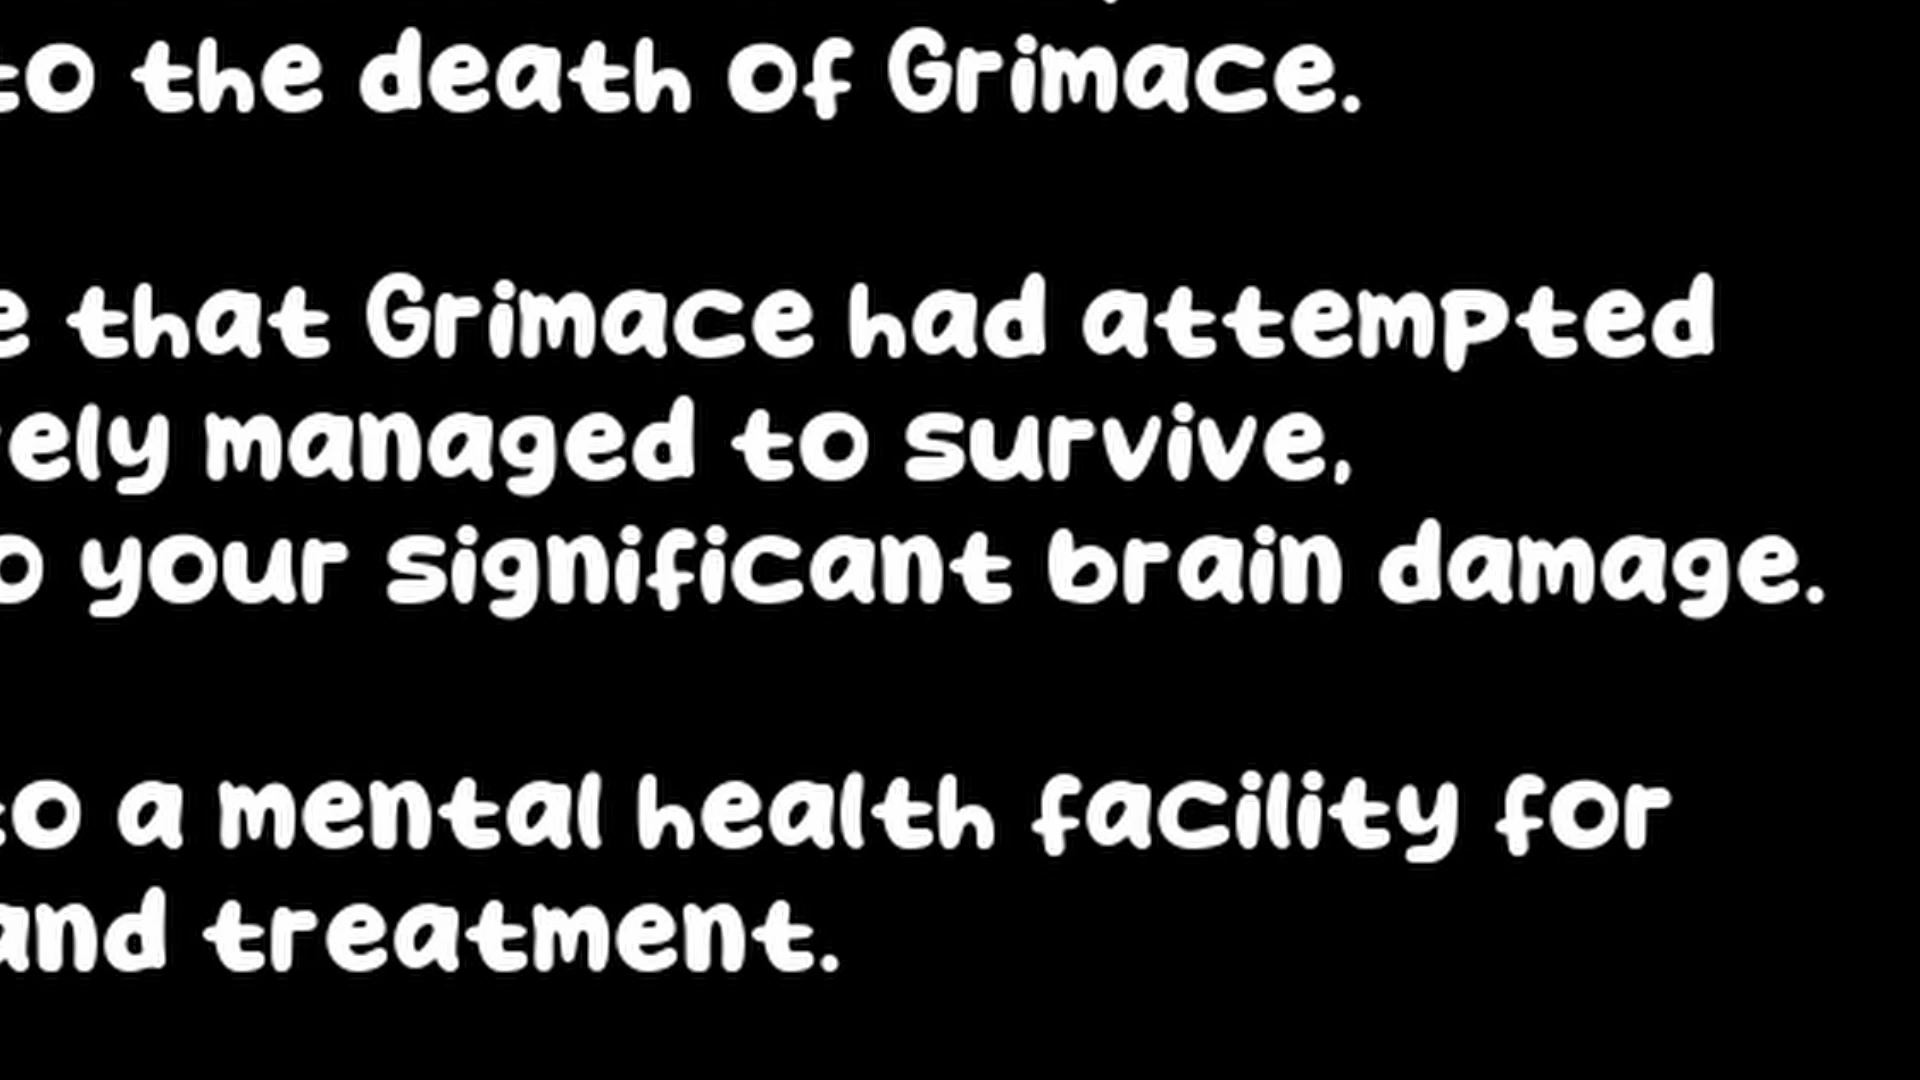 to the death of Grimace.
that Grimace had attempted
managed to survive,
your significant brain damage.
to a mental health facility for
and treatment.